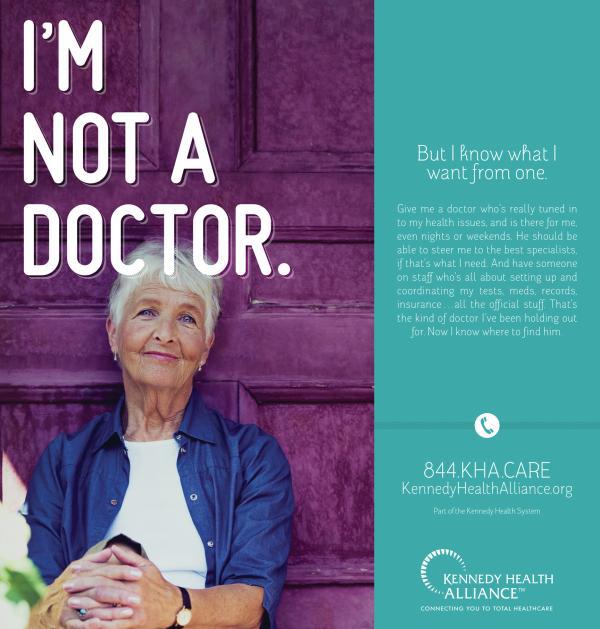 I'M
NOT A
DOCTOR.
But I know what I
want from one.
Give me a doctor who's really tuned in
to my health issues, and is there for me,
even nights or weekends. He should be
able to steer me to the best specialists,
if that's what I need. And have someone
on staff who's all about setting up and
coordinating my tests, meds, records,
insurance... all the official stuff. That's
the kind of doctor I've been holding out
for. Now I know where to find him.
844.KHA.CARE
KennedyHealthAlliance.org
Part of the Kennedy Health System
KENNEDY HEALTH
ALLIANCE™
CONNECTING YOU TO TOTAL HEALTHCARE